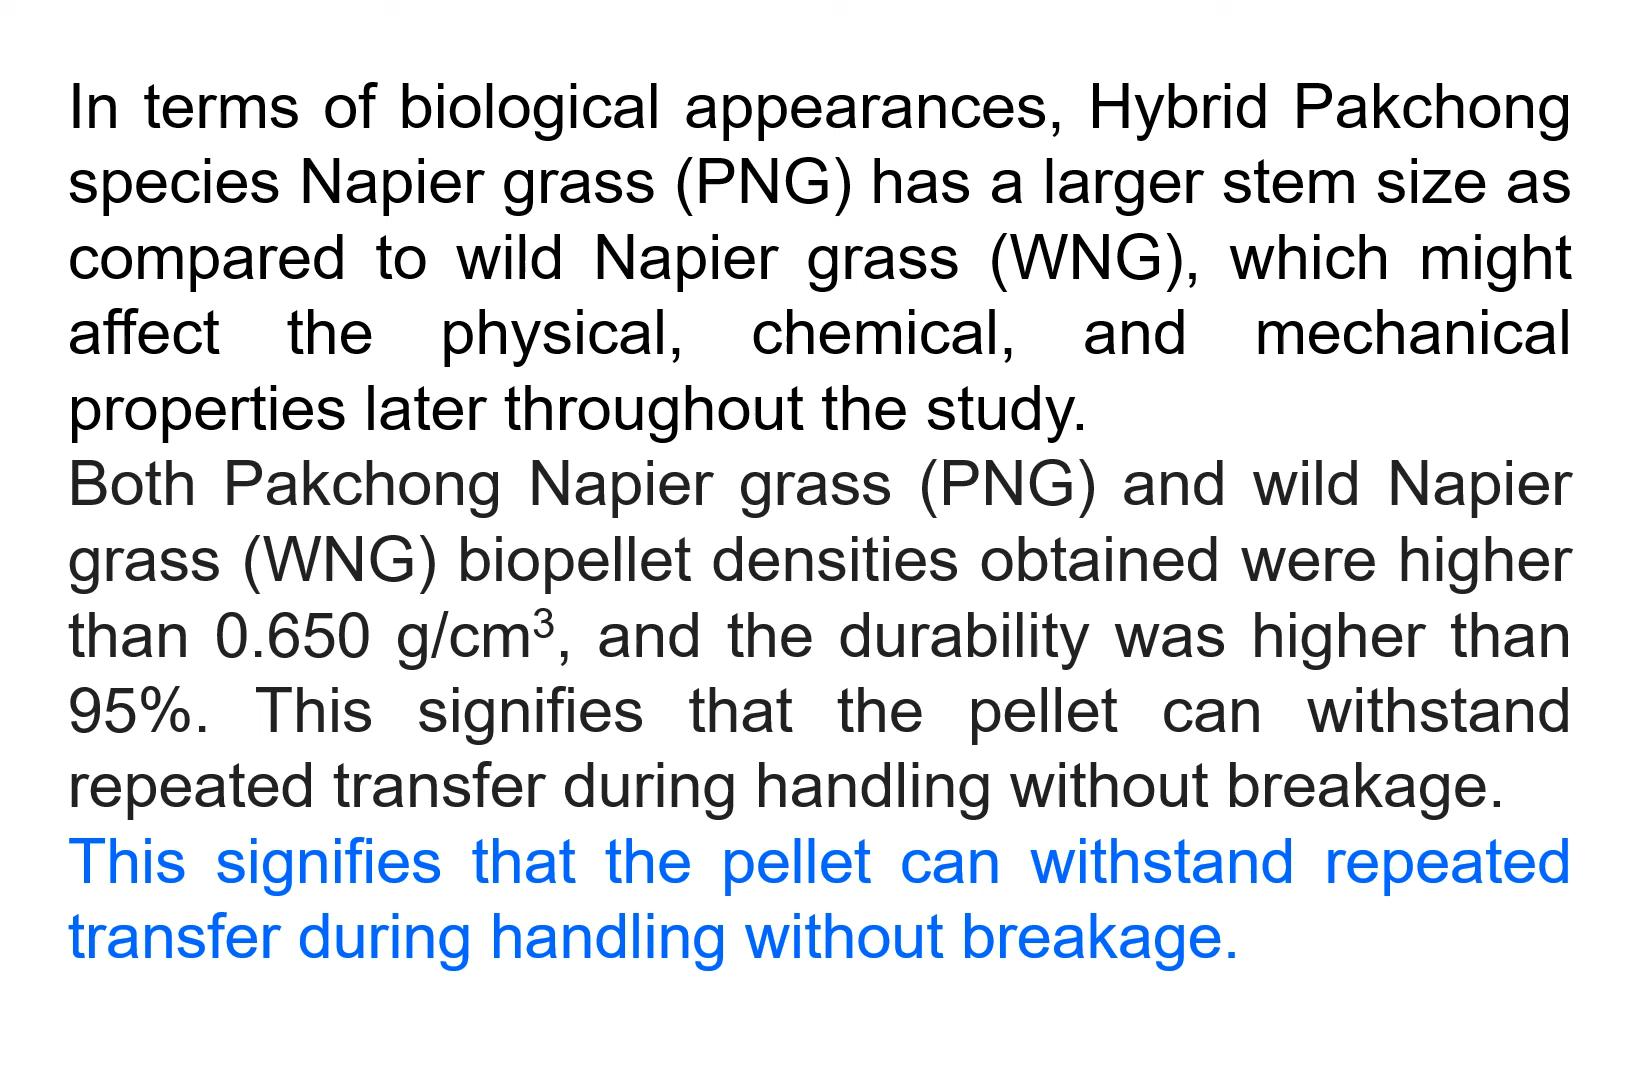 In terms of biological appearances, Hybrid Pakchong
species Napier grass (PNG) has a larger stem size as
compared to wild Napier grass (WNG), which might
affect the physical, chemical, and mechanical
properties later throughout the study.
Both Pakchong Napier grass (PNG) and wild Napier
grass (WNG) biopellet densities obtained were higher
than 0.650 g/cm³, and the durability was higher than
95%. This signifies that the pellet can withstand
repeated transfer during handling without breakage.
This signifies that the pellet can withstand repeated
transfer during handling without breakage.